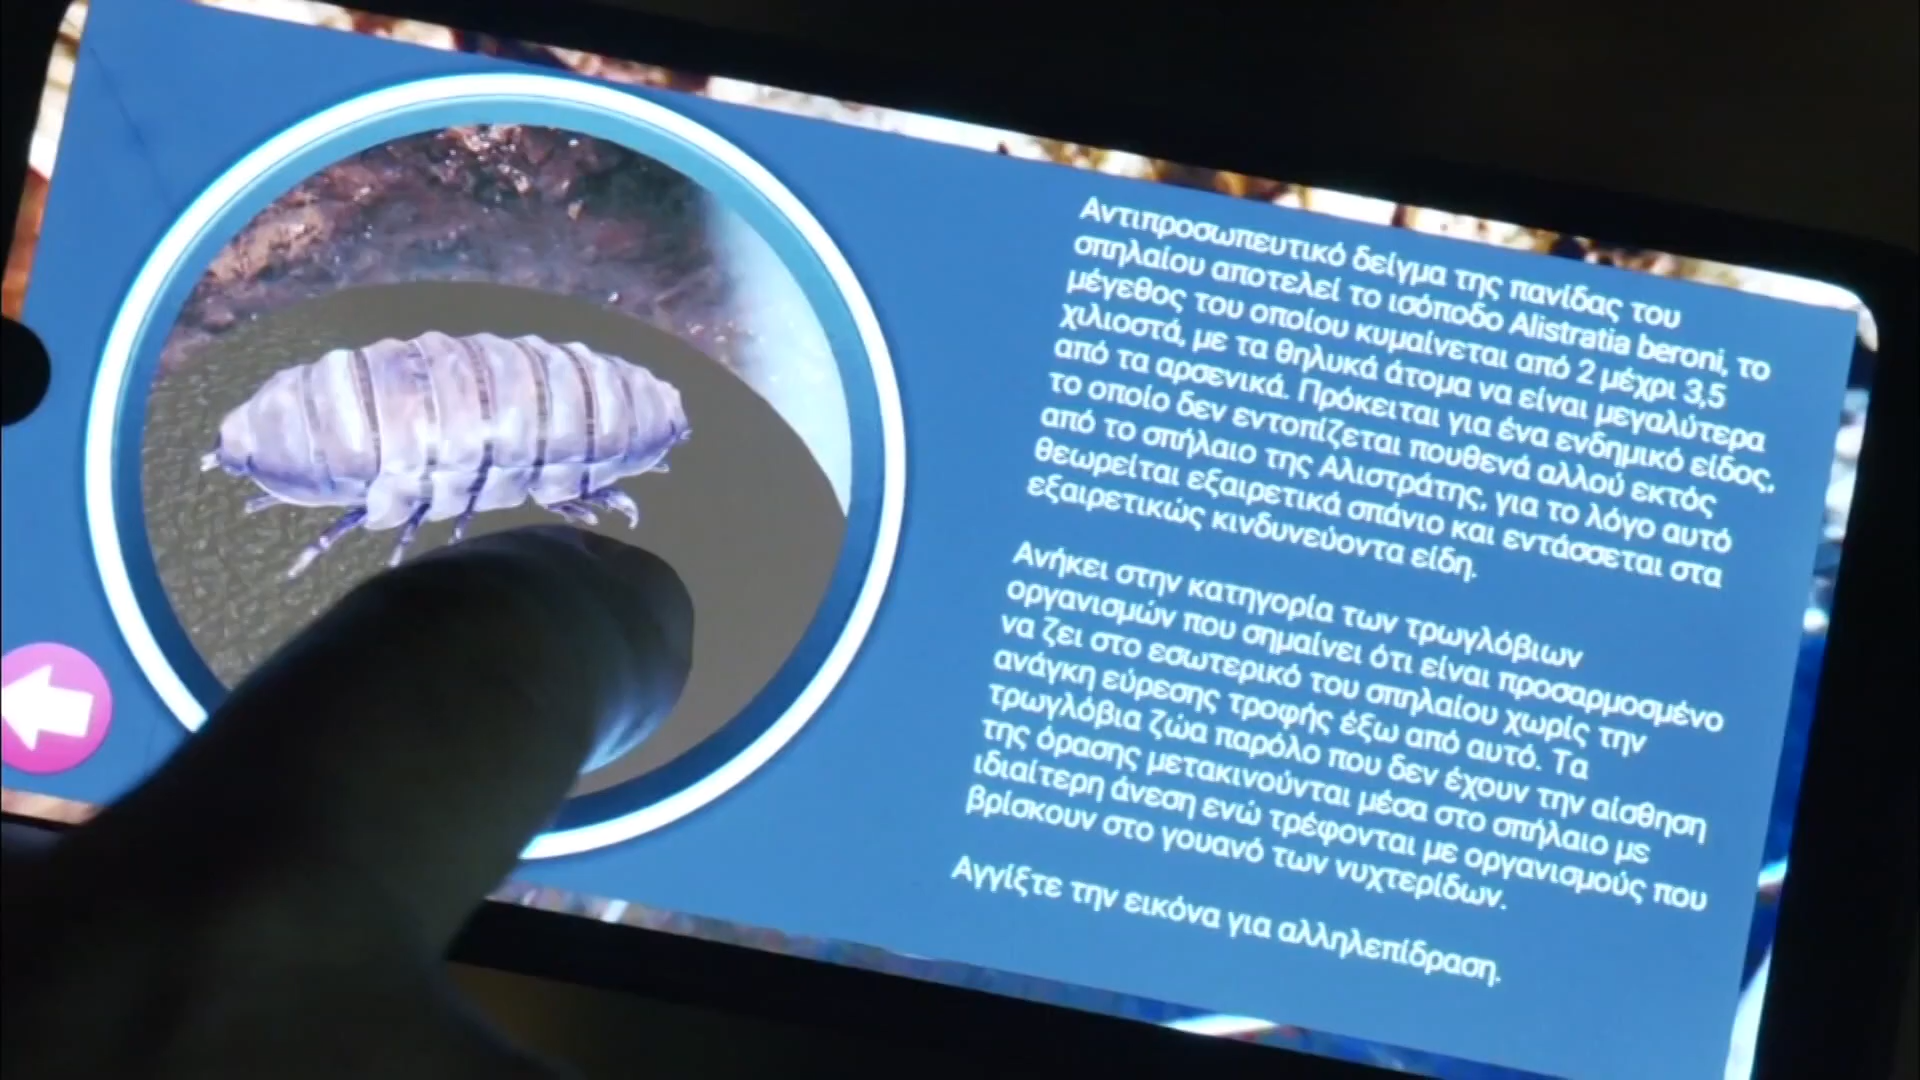 Αντιπροσωπευτικό δείγμα της πανίδας του
σπηλαίου αποτελεί το ισόποδο Alistratia beroni, το
μέγεθος του οποίου κυμαίνεται από 2 μέχρι 3,5
χιλιοστά, με τα θηλυκά άτομα να είναι μεγαλύτερα
από τα αρσενικά. Πρόκειται για ένα ενδημικό είδος,
το οποίο δεν εντοπίζεται πουθενά αλλού εκτός
από το σπήλαιο της Αλιστράτης, για το λόγο αυτό
θεωρείται εξαιρετικά σπάνιο και εντάσσεται στα
εξαιρετικώς κινδυνεύοντα είδη.
Ανήκει στην κατηγορία των τρωγλόβιων
οργανισμών που σημαίνει ότι είναι προσαρμοσμένο
να ζει στο εσωτερικό του σπηλαίου χωρίς την
ανάγκη εύρεσης τροφής έξω από αυτό. Τα
τρωγλόβια ζώα παρόλο που δεν έχουν την αίσθηση
της όρασης μετακινούνται μέσα στο σπήλαιο με
ιδιαίτερη άνεση ενώ τρέφονται με οργανισμούς που
βρίσκουν στο γουανό των νυχτερίδων.
Αγγίξτε την εικόνα για αλληλεπίδραση.